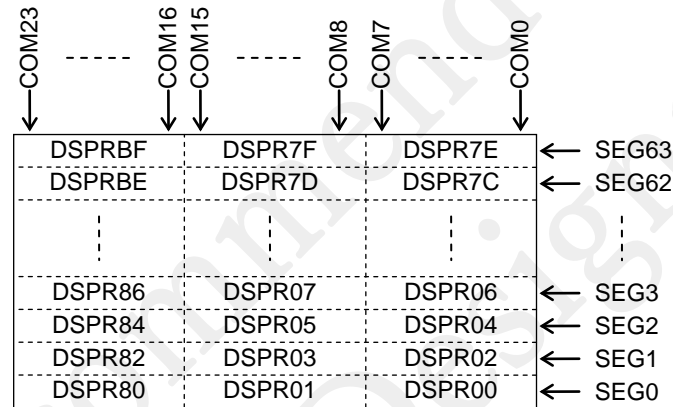 COM23 COM16 COM15 COM8 COM7 COM0
DSPRBF DSPR7F DSPR7E SEG63
DSPRBE DSPR7D DSPR7C SEG62
DSPR86 DSPR07 DSPR06 SEG3
DSPR84 DSPR05 DSPR04 SEG2
DSPR82 DSPR03 DSPR02 SEG1
DSPR80 DSPR01 DSPR00 SEG0